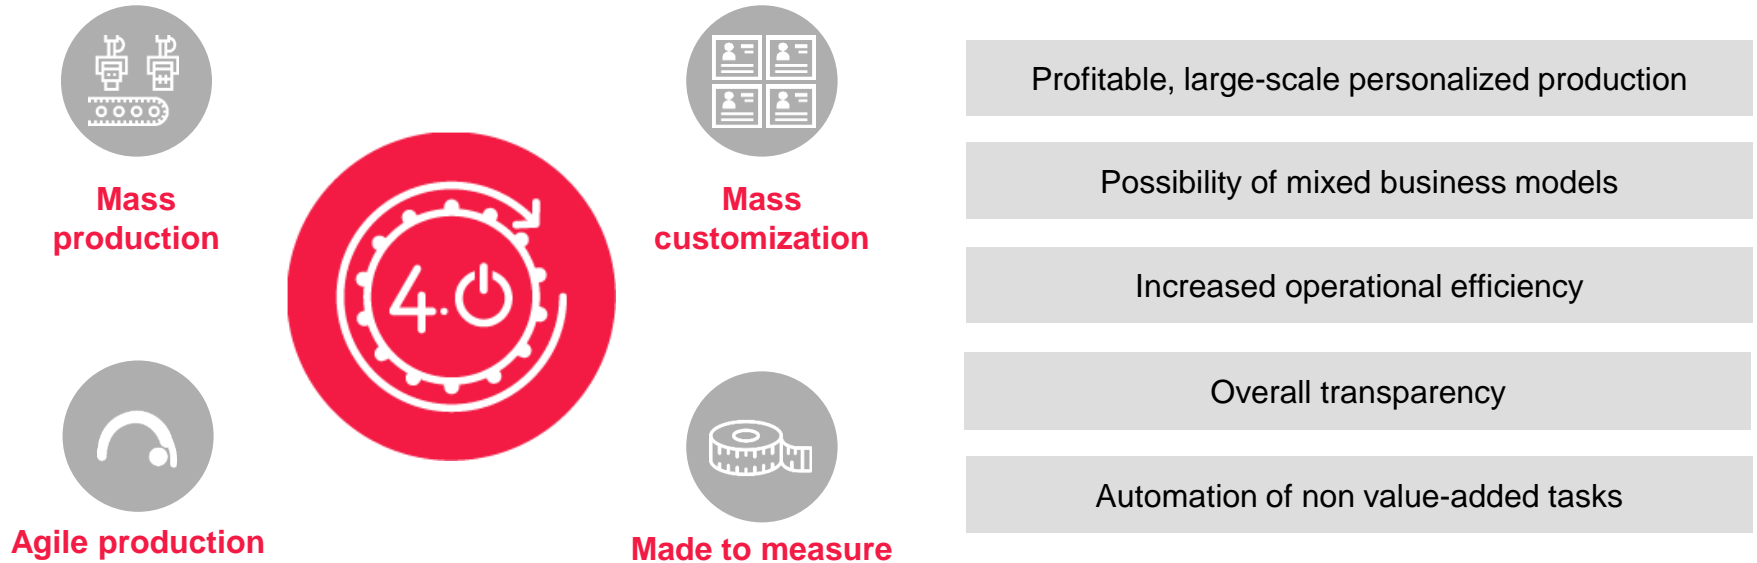 Mass
production
Mass
customization
4.0
Agile production
Made to measure
Profitable, large-scale personalized production
Possibility of mixed business models
Increased operational efficiency
Overall transparency
Automation of non value-added tasks